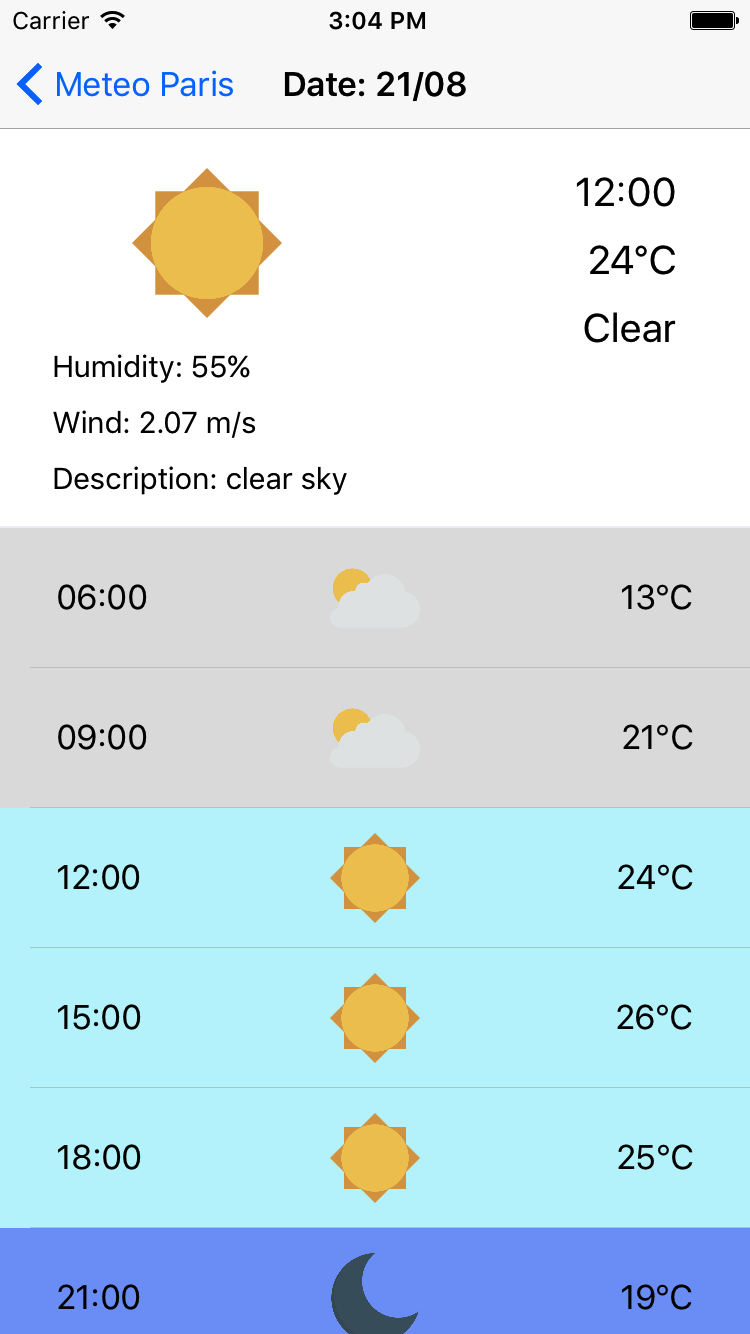 Carrier 3:04 PM
Meteo Paris Date: 21/08
12:00
24°C
Clear
Humidity: 55%
Wind: 2.07 m/s
Description: clear sky
06:00 13°C
09:00 21°C
12:00 24°C
15:00 26°C
18:00 25°C
21:00 19°C